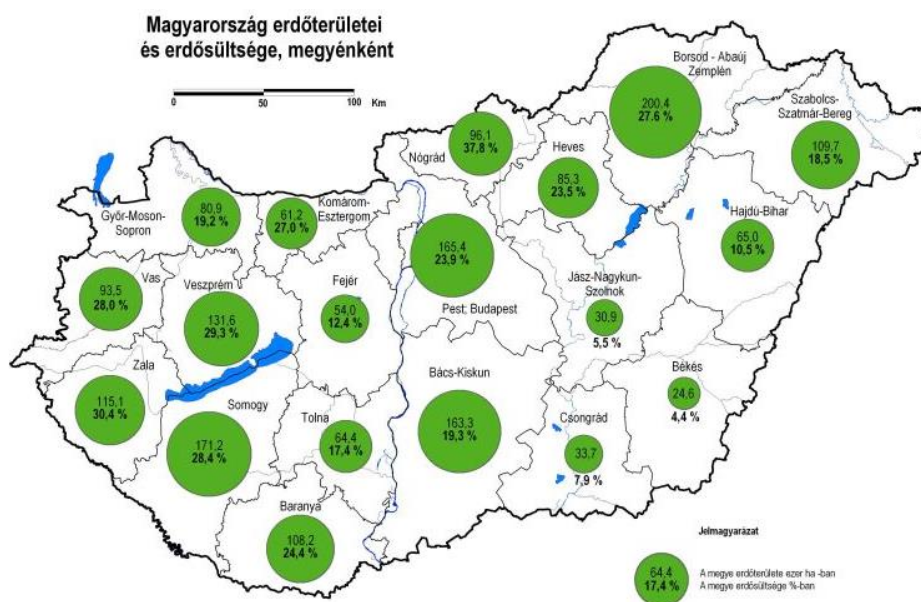 Magyarország erdőterületei
és erdősültsége, megyénként
0 50 100
Km
Borsod - Abaúj
Zemplén
200.4
27.6 %
Szabolcs-
Szatmár-Bereg
109,7
18,5 %
Nógrád
96,1
37,8 %
Heves
85,3
23,5 %
Hajdú-Bihar
65,0
10,5 %
Győr-Moson-
Sopron
80,9
19,2 %
Komárom-
Esztergom
61,2
27,0 %
165,4
23,9 %
Pest; Budapest
Jász-Nagykun-
Szolnok
30,9
5,5 %
Vas
93,5
28,0 %
Veszprém
131,6
29,3 %
Fejér
54,0
12,4 %
Zala
115,1
30,4 %
Somogy
171,2
28,4 %
Tolna
64,4
17,4 %
Bács-Kiskun
163,3
19,3 %
Csongrád
33,7
7,9 %
Békés
24,6
4,4 %
Baranya
108,2
24,4 %
Jelmagyarázat
64,4
17,4 %
A megye erdőterülete ezer ha -ban
A megye erdősültsége %-ban